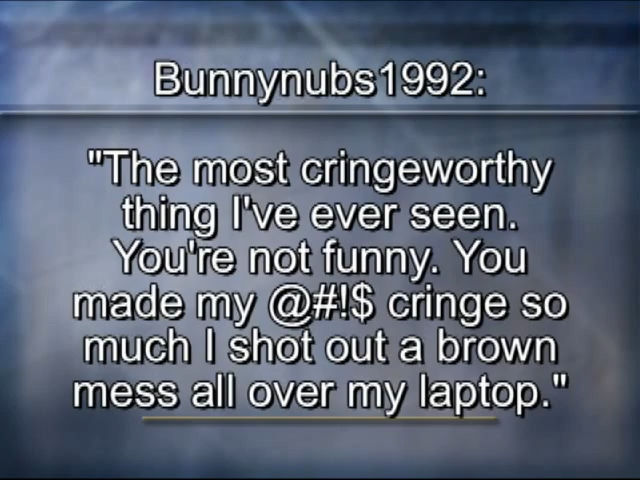 Bunnynubs1992:
"The most cringeworthy
thing I've ever seen.
You're not funny. You
made my @#!$ cringe so
much I shot out a brown
mess all over my laptop."